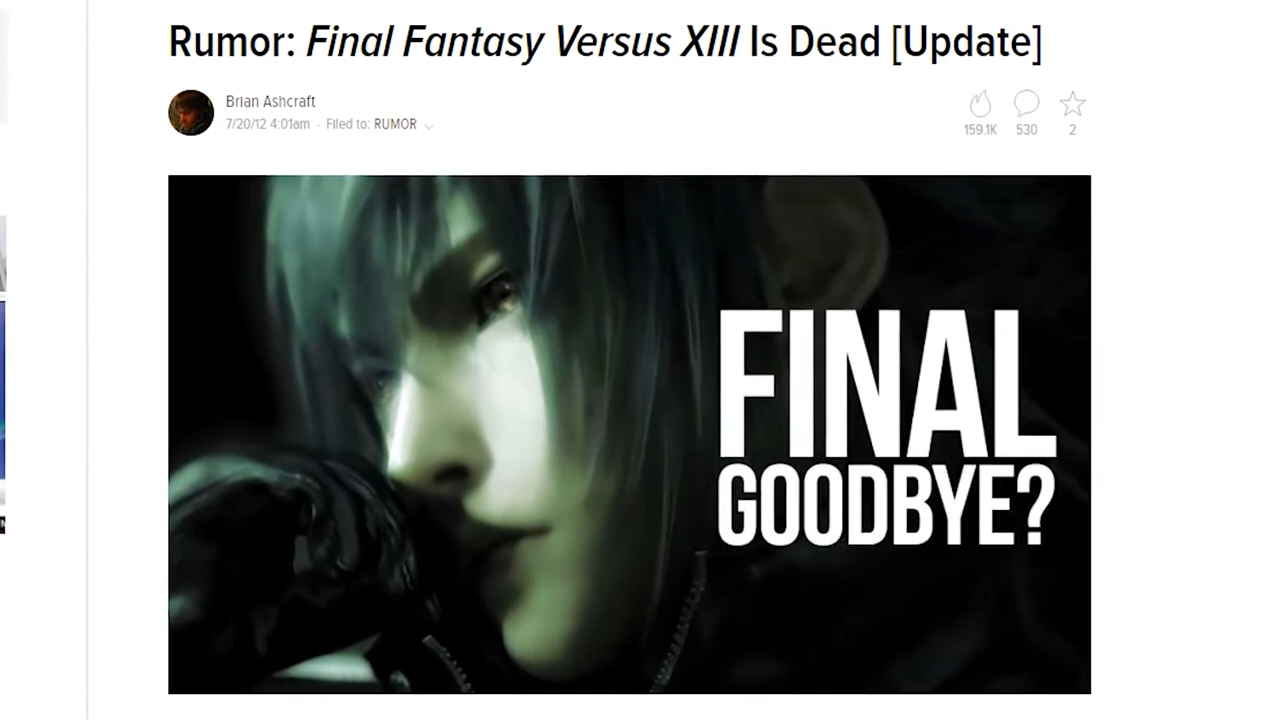 Rumor: Final Fantasy Versus XIII Is Dead [Update]
Brian Ashcraft
7/20/12 4:01am · Filed to: RUMOR
159.1K 530 2
FINAL
GOODBYE?